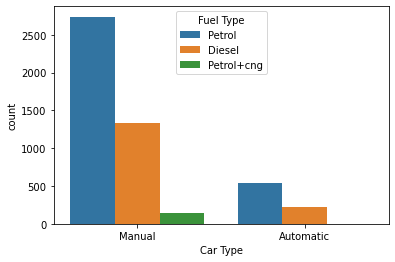 Fuel Type
Petrol
Diesel
Petrol+cng
2500
2000
1500
1000
500
0
count
Manual
Automatic
Car Type